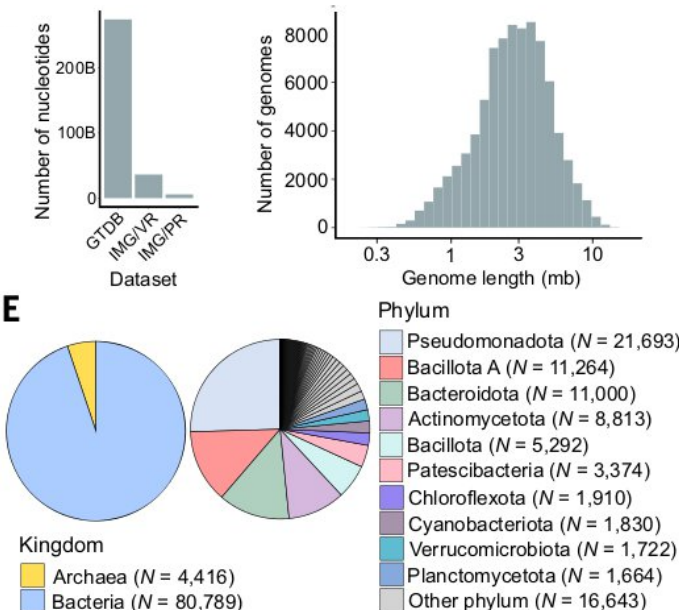 Number of nucleotides
200B
100B
0
GTDB
IMG/VR
IMG/PR
Dataset
Number of genomes
8000
6000
4000
2000
0
0.3 1 3 10
Genome length (mb)
E
Kingdom
Archaea (N = 4,416)
Bacteria (N = 80,789)
Phylum
Pseudomonadota (N = 21,693)
Bacillota A (N = 11,264)
Bacteroidota (N = 11,000)
Actinomycetota (N = 8,813)
Bacillota (N = 5,292)
Patescibacteria (N = 3,374)
Chloroflexota (N = 1,910)
Cyanobacteriota (N = 1,830)
Verrucomicrobiota (N = 1,722)
Planctomycetota (N = 1,664)
Other phylum (N = 16,643)